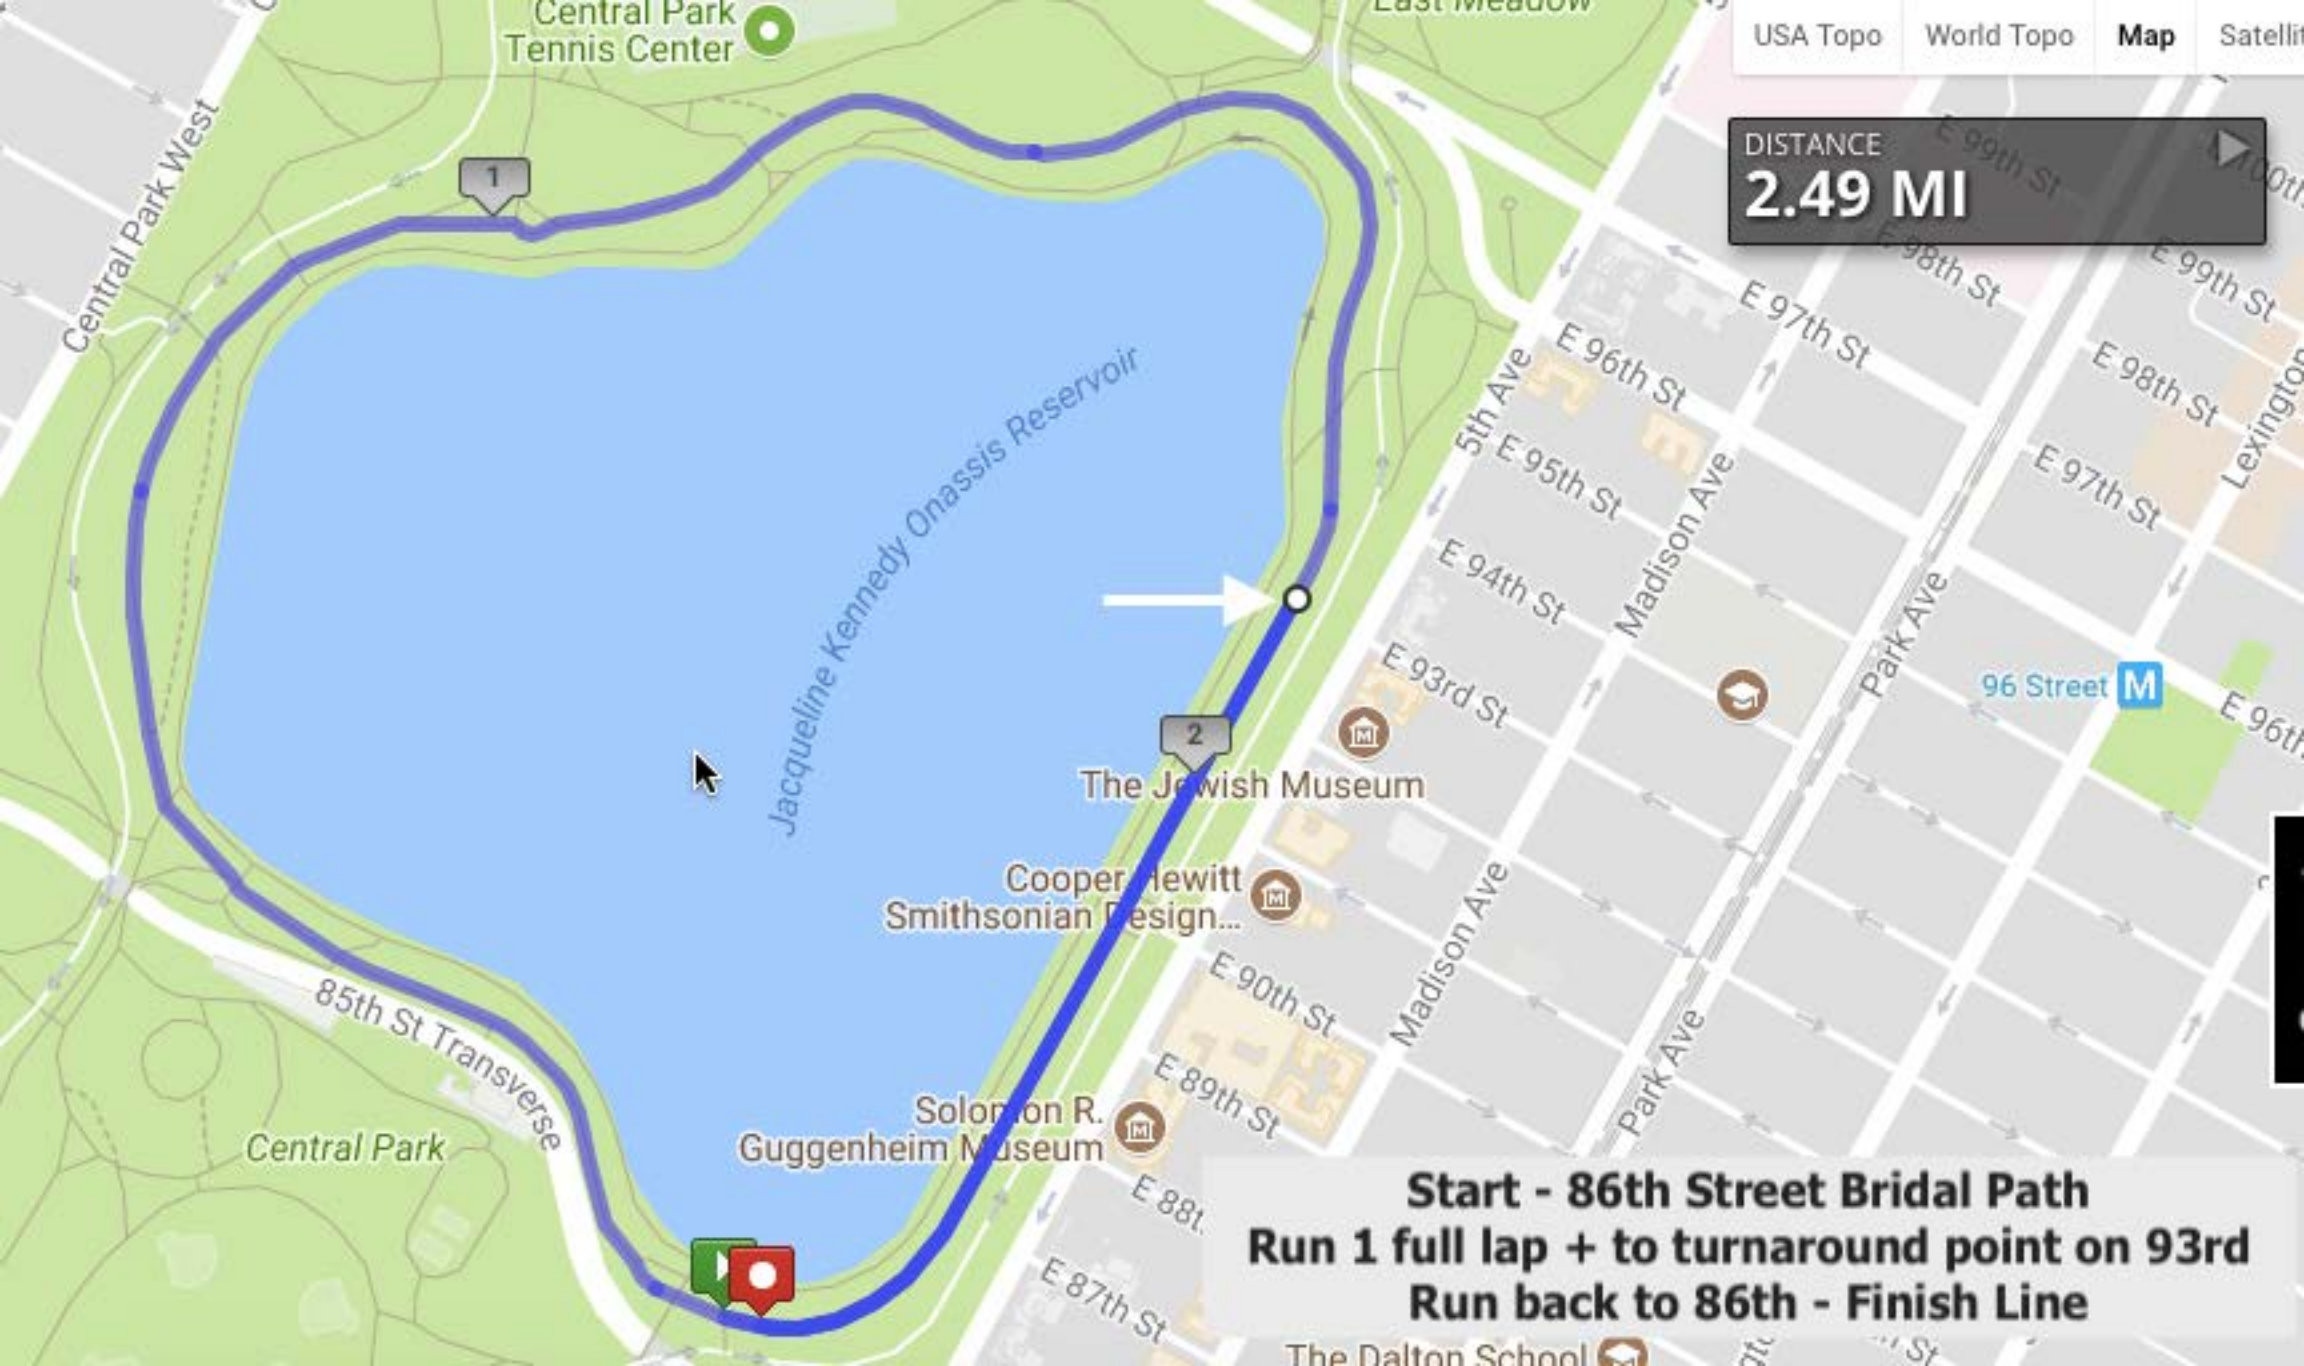 Central Park
Tennis Center
East Meadow
USA Topo
World Topo
Map
DISTANCE
2.49 MI
E 99th St
E 98th St
E 99th St
Central Park West
1
E 97th St
E 96th St
E 98th St
Lexington
5th Ave
E 95th St
Madison Ave
E 97th St
Jacqueline Kennedy Onassis Reservoir
E 94th St
Park Ave
E 93rd St
96 Street
M
E 96th
2
The Jewish Museum
Cooper Hewitt
Smithsonian Design...
Madison Ave
85th St Transverse
E 90th St
E 89th St
Park Ave
Solomon R.
Guggenheim Museum
Central Park
E 88t
Start - 86th Street Bridal Path
Run 1 full lap + to turnaround point on 93rd
Run back to 86th - Finish Line
E 87th St
The Dalton School